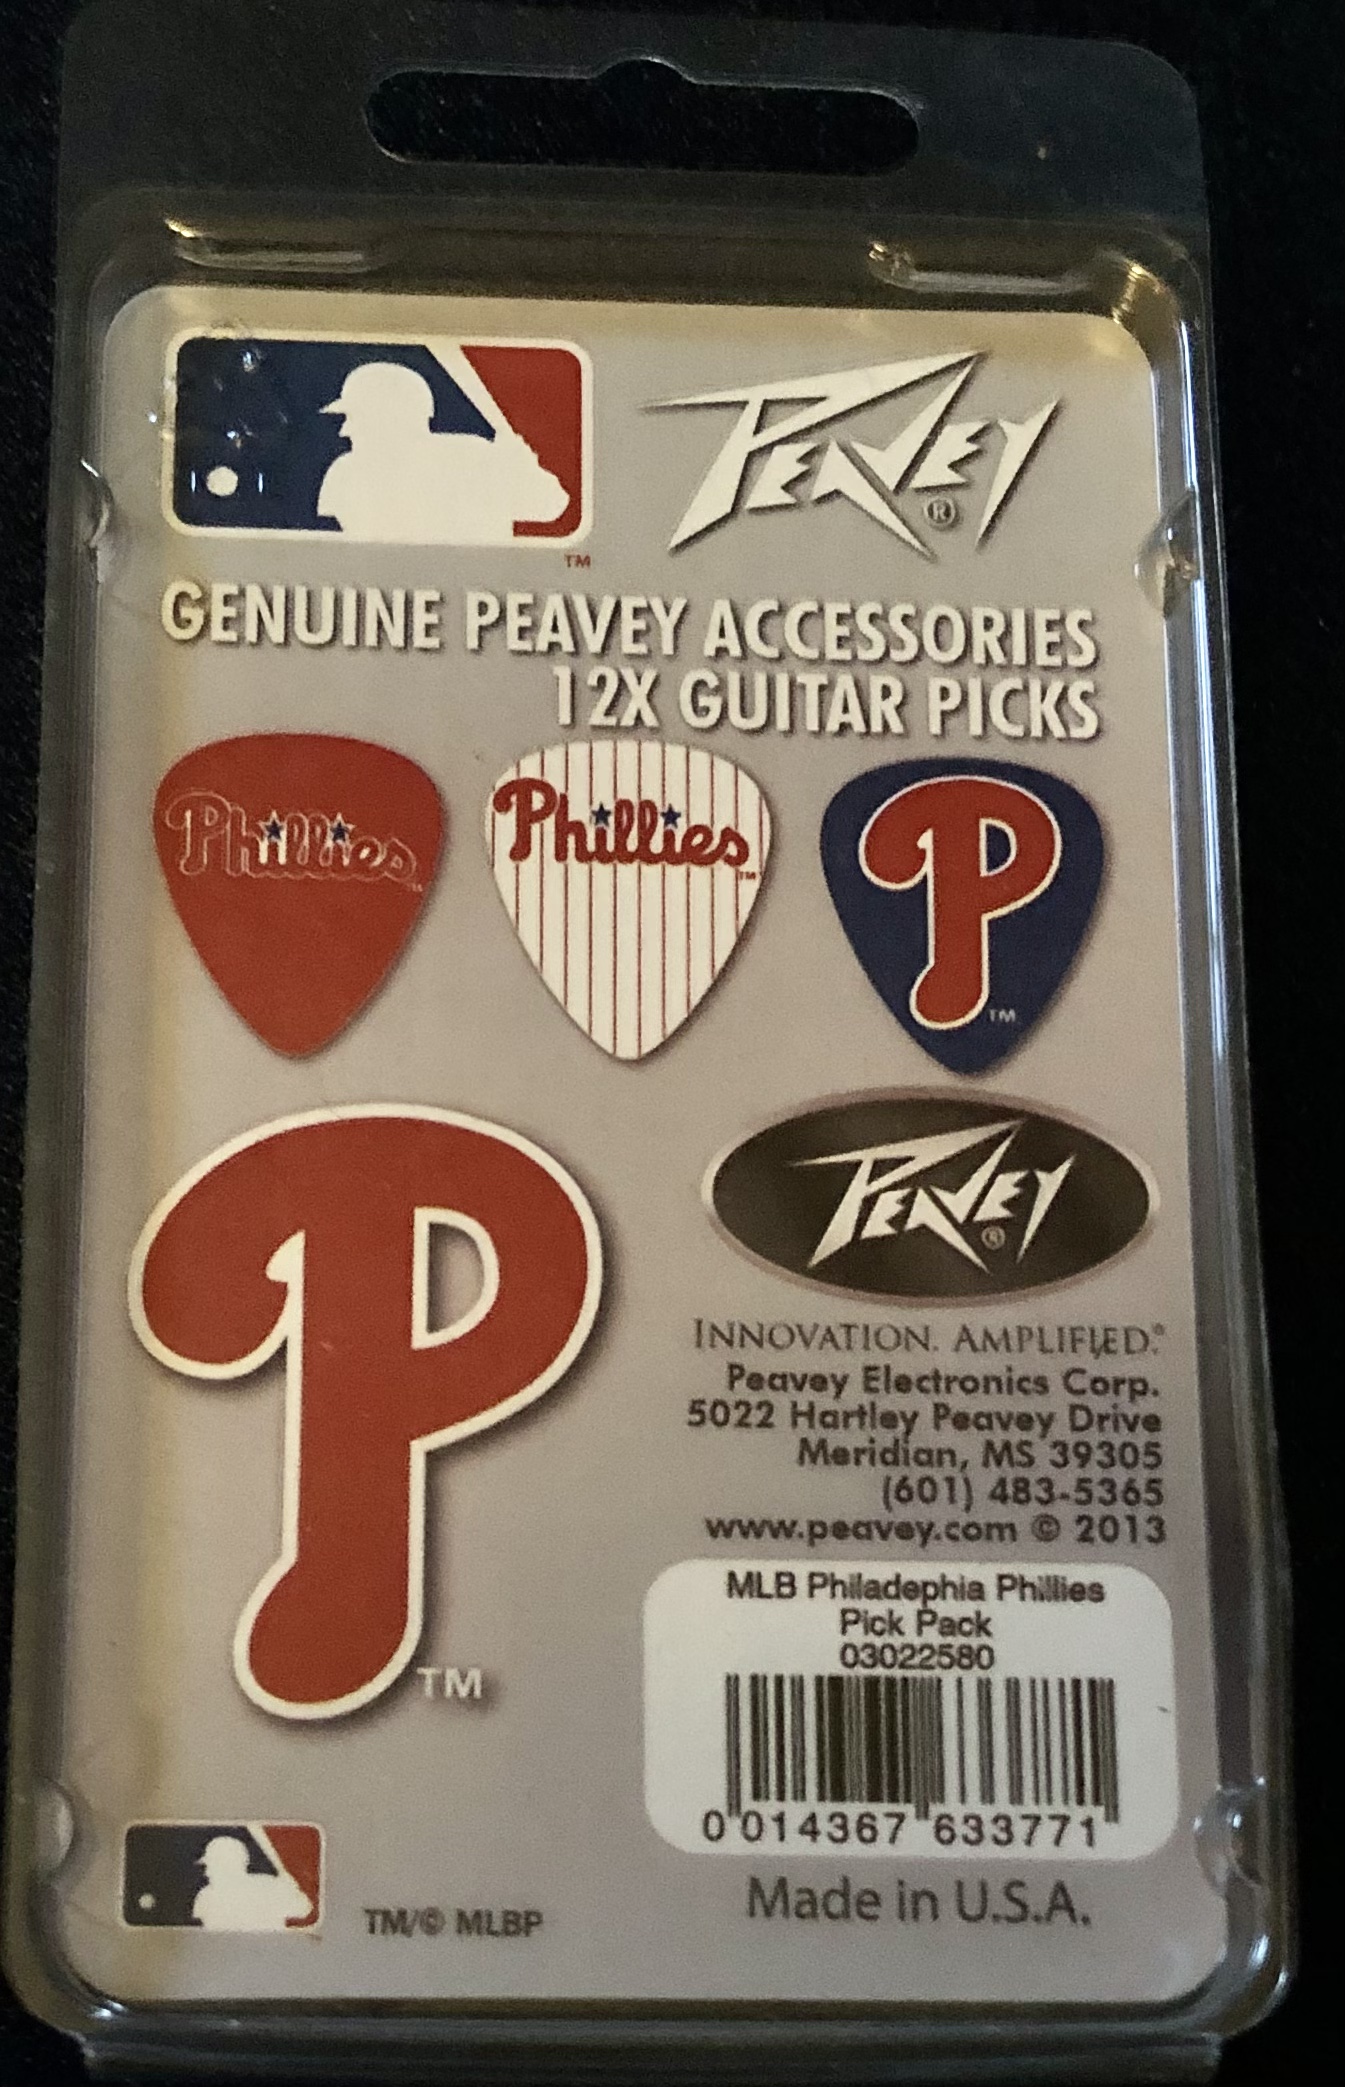 PEAVEY
®
TM
GENUINE PEAVEY ACCESSORIES
12X GUITAR PICKS
Phillies
TM
Phillies
TM
P
TM
P
TM
PEAVEY
®
INNOVATION. AMPLIFIED.®
Peavey Electronics Corp.
5022 Hartley Peavey Drive
Meridian, MS 39305
(601) 483-5365
www.peavey.com © 2013
MLB Philadephia Phillies
Pick Pack
03022580
0 014367 633771
Made in U.S.A.
TM/© MLBP